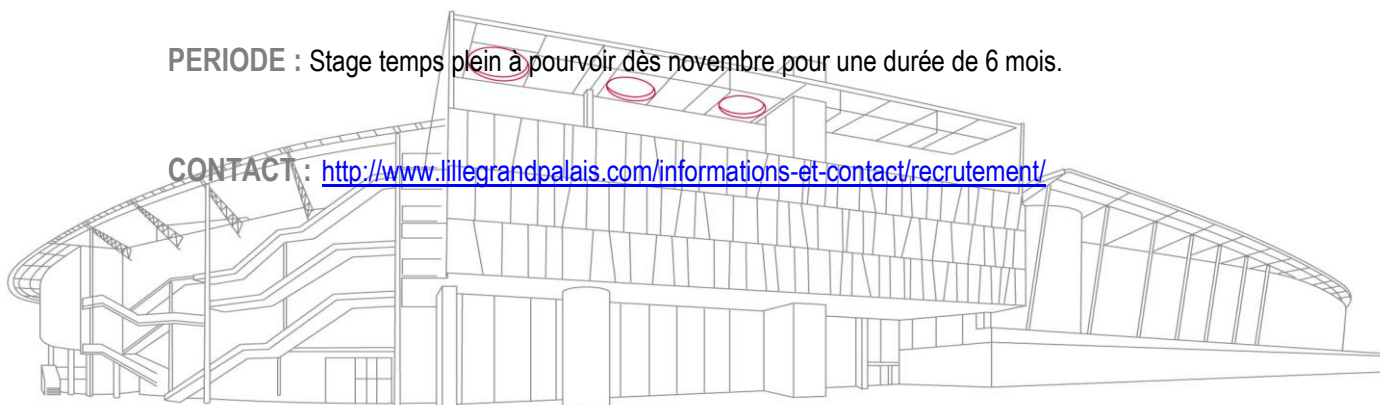 PERIODE : Stage temps plein à pourvoir dès novembre pour une durée de 6 mois.
CONTACT : http://www.lillegrandpalais.com/informations-et-contact/recrutement/